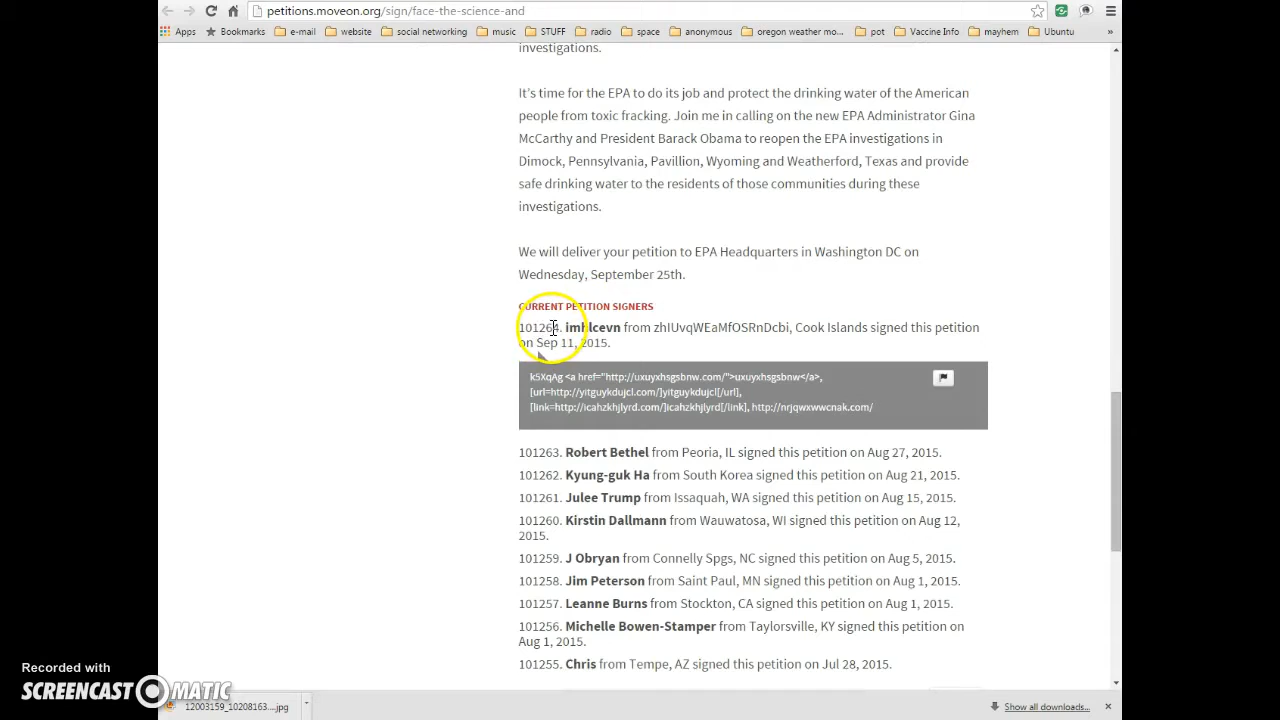 petitions.moveon.org/sign/face-the-science-and
Apps Bookmarks e-mail website social networking music STUFF radio space anonymous oregon weather mo... pot Vaccine Info mayhem Ubuntu »
investigations.
It's time for the EPA to do its job and protect the drinking water of the American
people from toxic fracking. Join me in calling on the new EPA Administrator Gina
McCarthy and President Barack Obama to reopen the EPA investigations in
Dimock, Pennsylvania, Pavillion, Wyoming and Weatherford, Texas and provide
safe drinking water to the residents of those communities during these
investigations.
We will deliver your petition to EPA Headquarters in Washington DC on
Wednesday, September 25th.
CURRENT PETITION SIGNERS
101264. imhlcevn from zhIUvqWEaMfOSRnDcbi, Cook Islands signed this petition
on Sep 11, 2015.
k5XqAg <a href="http://uxuyxhsgsbnw.com/">uxuyxhsgsbnw</a>,
[url=http://yitguykdujcl.com/]yitguykdujcl[/url],
[link=http://icahzkhjlyrd.com/]icahzkhjlyrd[/link], http://nrjqwxwwcnak.com/
101263. Robert Bethel from Peoria, IL signed this petition on Aug 27, 2015.
101262. Kyung-guk Ha from South Korea signed this petition on Aug 21, 2015.
101261. Julee Trump from Issaquah, WA signed this petition on Aug 15, 2015.
101260. Kirstin Dallmann from Wauwatosa, WI signed this petition on Aug 12,
2015.
101259. J Obryan from Connelly Spgs, NC signed this petition on Aug 5, 2015.
101258. Jim Peterson from Saint Paul, MN signed this petition on Aug 1, 2015.
101257. Leanne Burns from Stockton, CA signed this petition on Aug 1, 2015.
101256. Michelle Bowen-Stamper from Taylorsville, KY signed this petition on
Aug 1, 2015.
101255. Chris from Tempe, AZ signed this petition on Jul 28, 2015.
Recorded with
SCREENCAST-O-MATIC
12003159_10208163....jpg
Show all downloads...